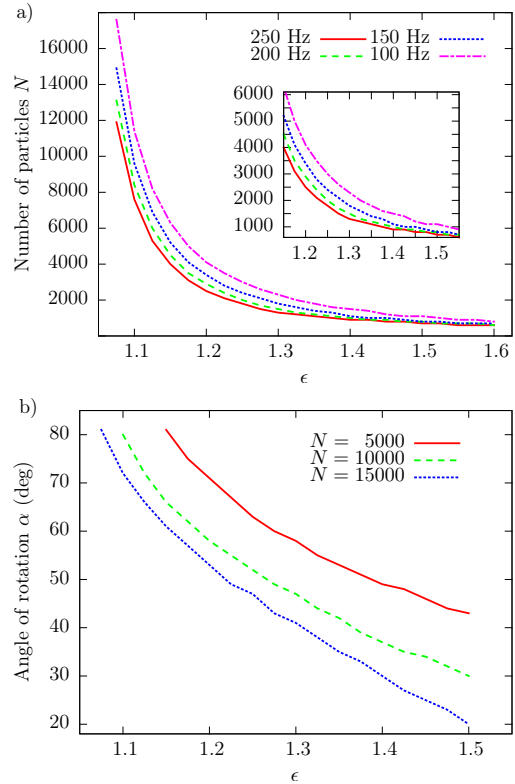 a)
250 Hz 150 Hz
200 Hz 100 Hz
16000
14000
12000
10000
8000
6000
4000
2000
Number of particles N
6000
5000
4000
3000
2000
1000
1.2 1.3 1.4 1.5
1.1 1.2 1.3 1.4 1.5 1.6
ϵ
b)
N = 5000
N = 10000
N = 15000
80
70
60
50
40
30
20
Angle of rotation α (deg)
1.1 1.2 1.3 1.4 1.5
ϵ